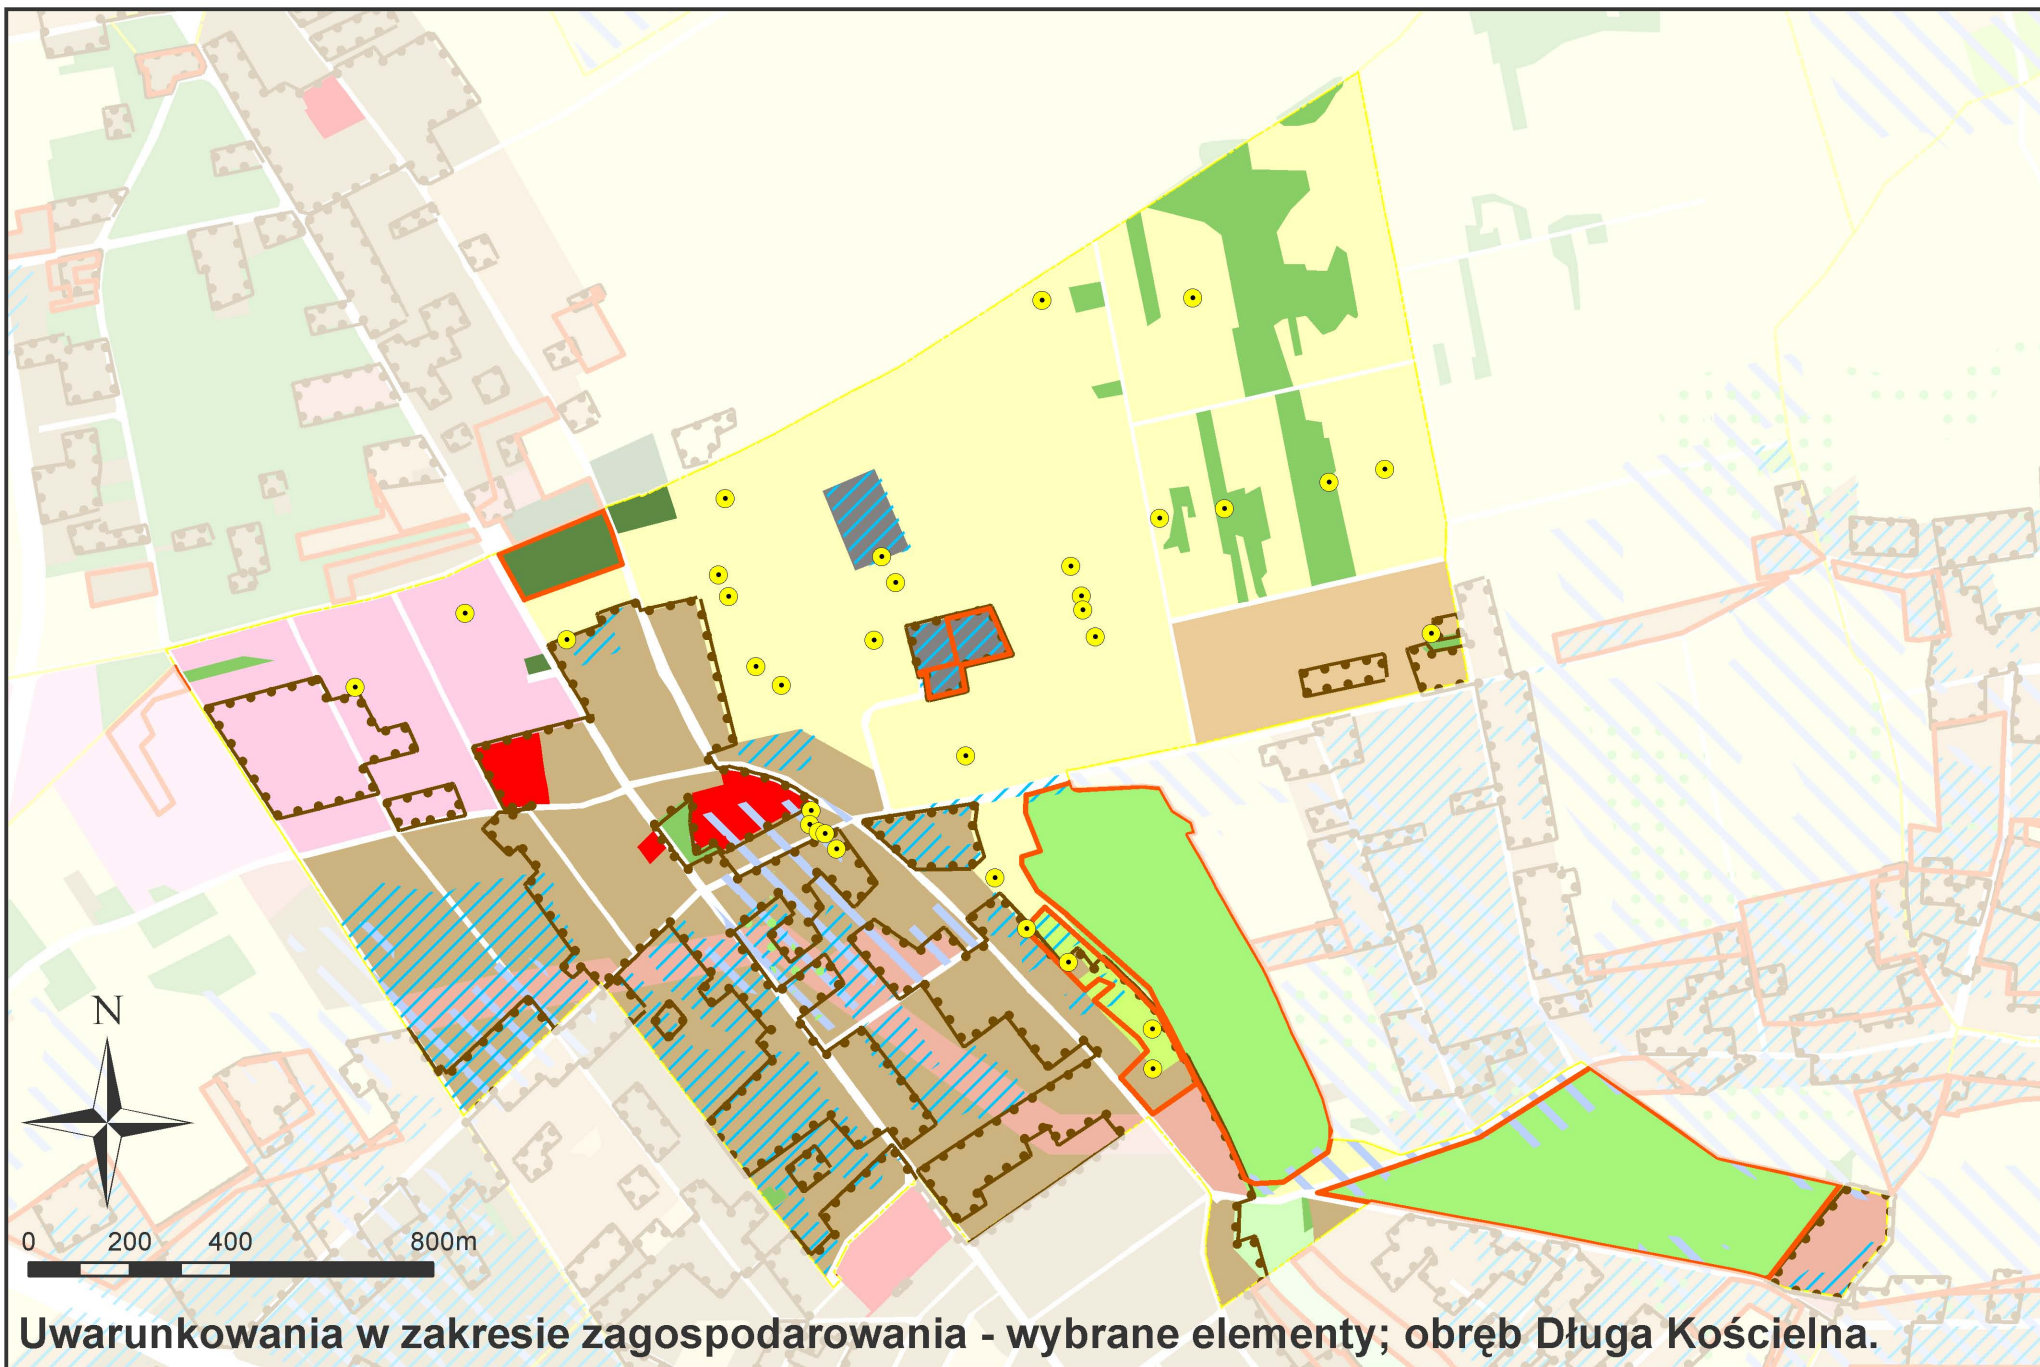 N
0 200 400 800m
Uwarunkowania w zakresie zagospodarowania - wybrane elementy; obręb Długa Kościelna.